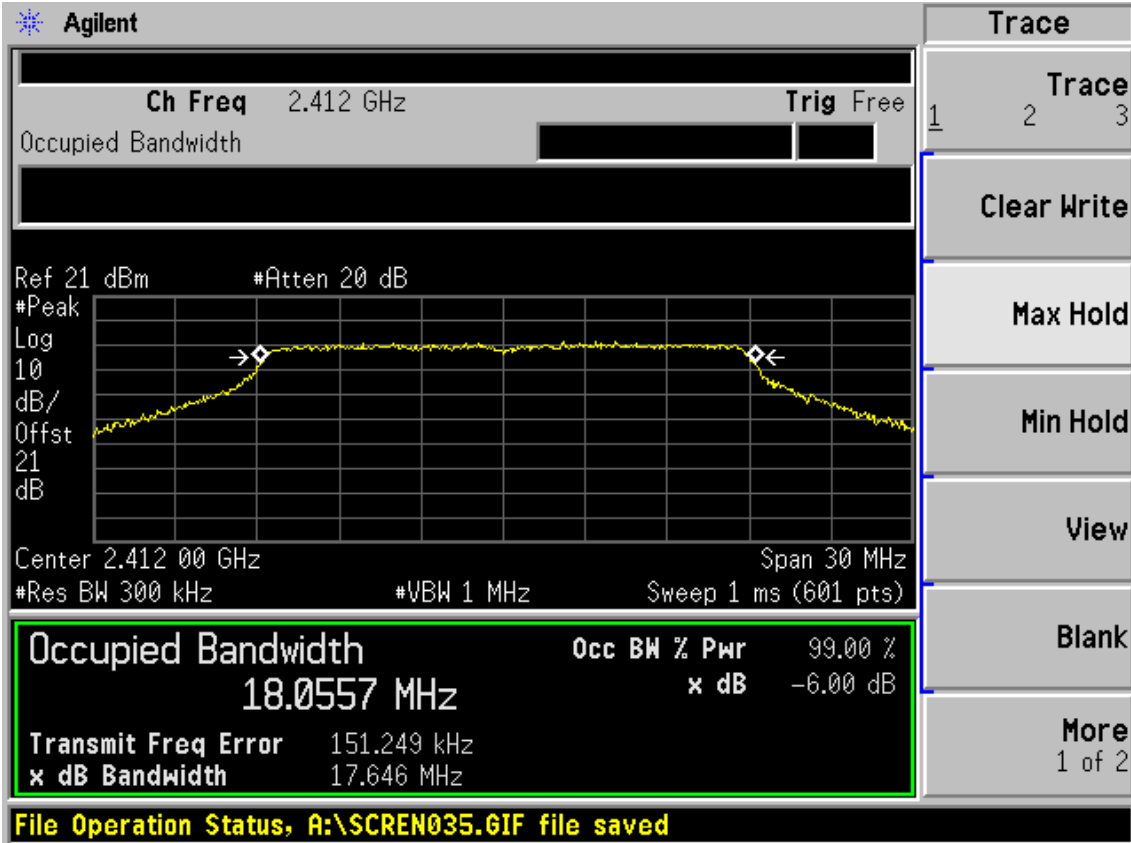 Agilent
Trace
Ch Freq 2.412 GHz Trig Free
Occupied Bandwidth
Trace
1 2 3
Clear Write
Max Hold
Min Hold
View
Blank
More
1 of 2
Ref 21 dBm #Atten 20 dB
#Peak
Log
10
dB/
Offst
21
dB
Center 2.412 00 GHz Span 30 MHz
#Res BW 300 kHz #VBW 1 MHz Sweep 1 ms (601 pts)
Occupied Bandwidth Occ BW % Pwr 99.00 %
18.0557 MHz x dB -6.00 dB
Transmit Freq Error 151.249 kHz
x dB Bandwidth 17.646 MHz
File Operation Status, A:\SCREN035.GIF file saved